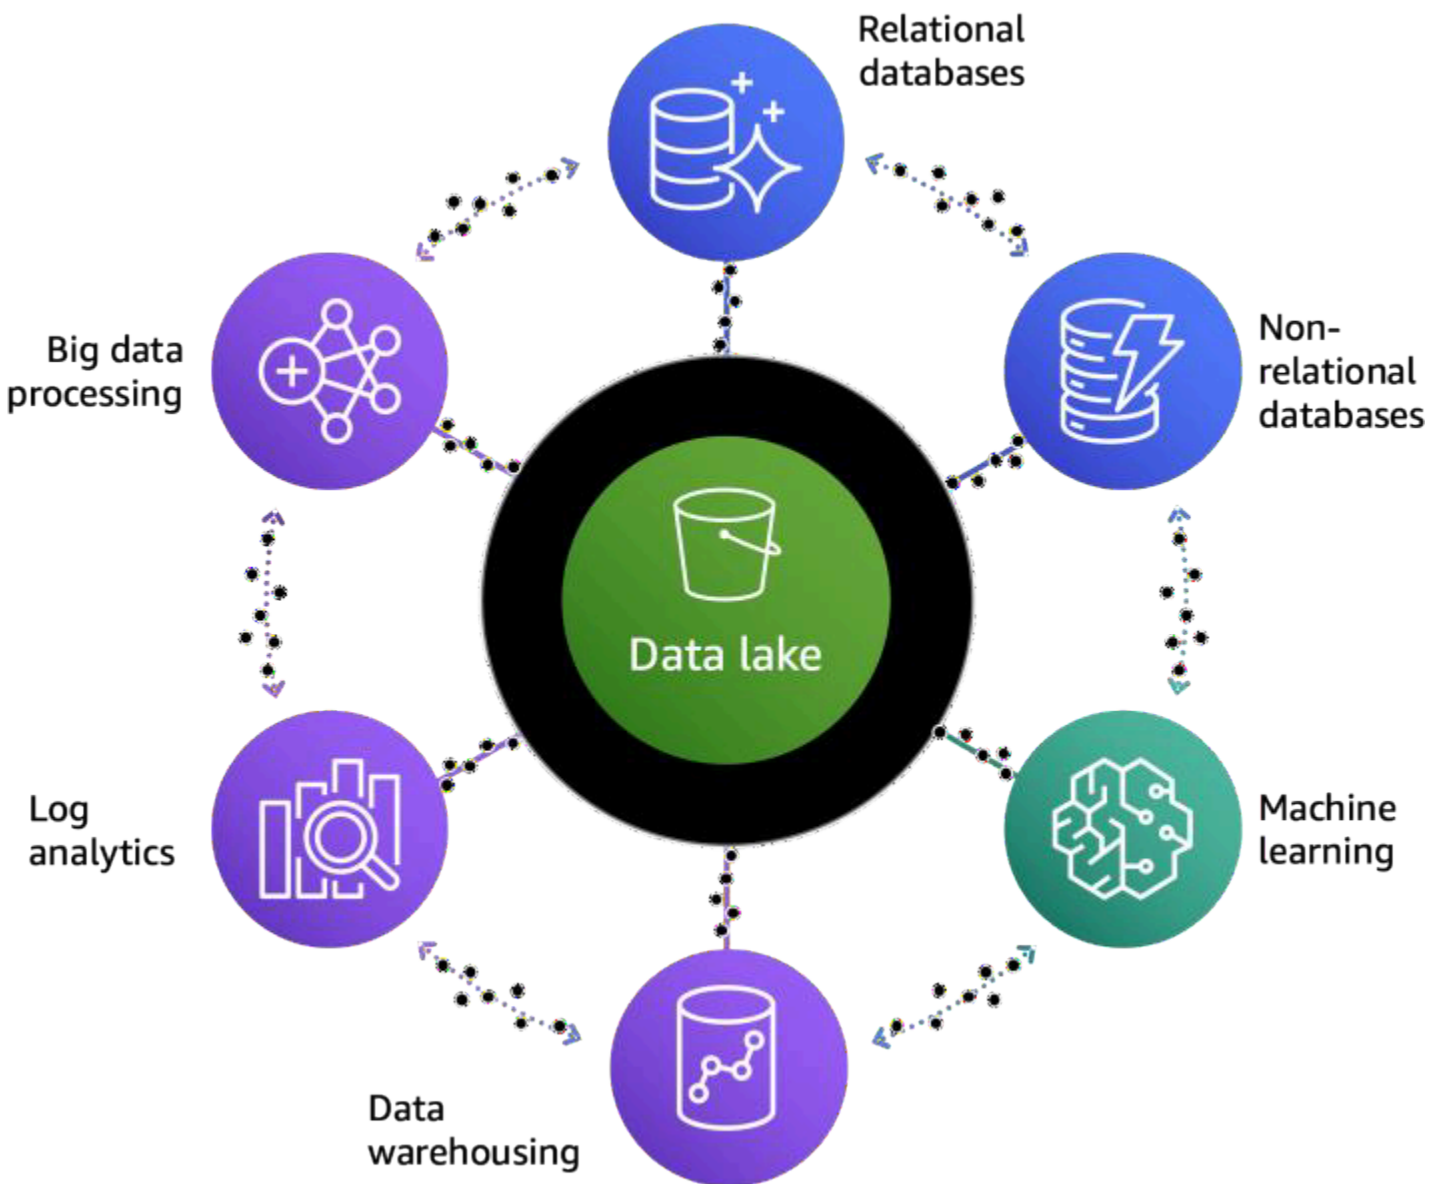 Relational
databases
Big data
processing
Non-
relational
databases
Data lake
Log
analytics
Machine
learning
Data
warehousing